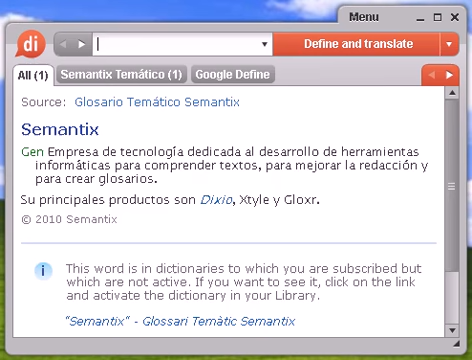 Menu
di
Define and translate
All (1)
Semantix Temático (1)
Google Define
Source: Glosario Temático Semantix
Semantix
Gen Empresa de tecnología dedicada al desarrollo de herramientas
informáticas para comprender textos, para mejorar la redacción y
para crear glosarios.
Su principales productos son Dixio, Xtyle y Gloxr.
© 2010 Semantix
i
This word is in dictionaries to which you are subscribed but
which are not active. If you want to see it, click on the link
and activate the dictionary in your Library.
"Semantix" - Glossari Temàtic Semantix